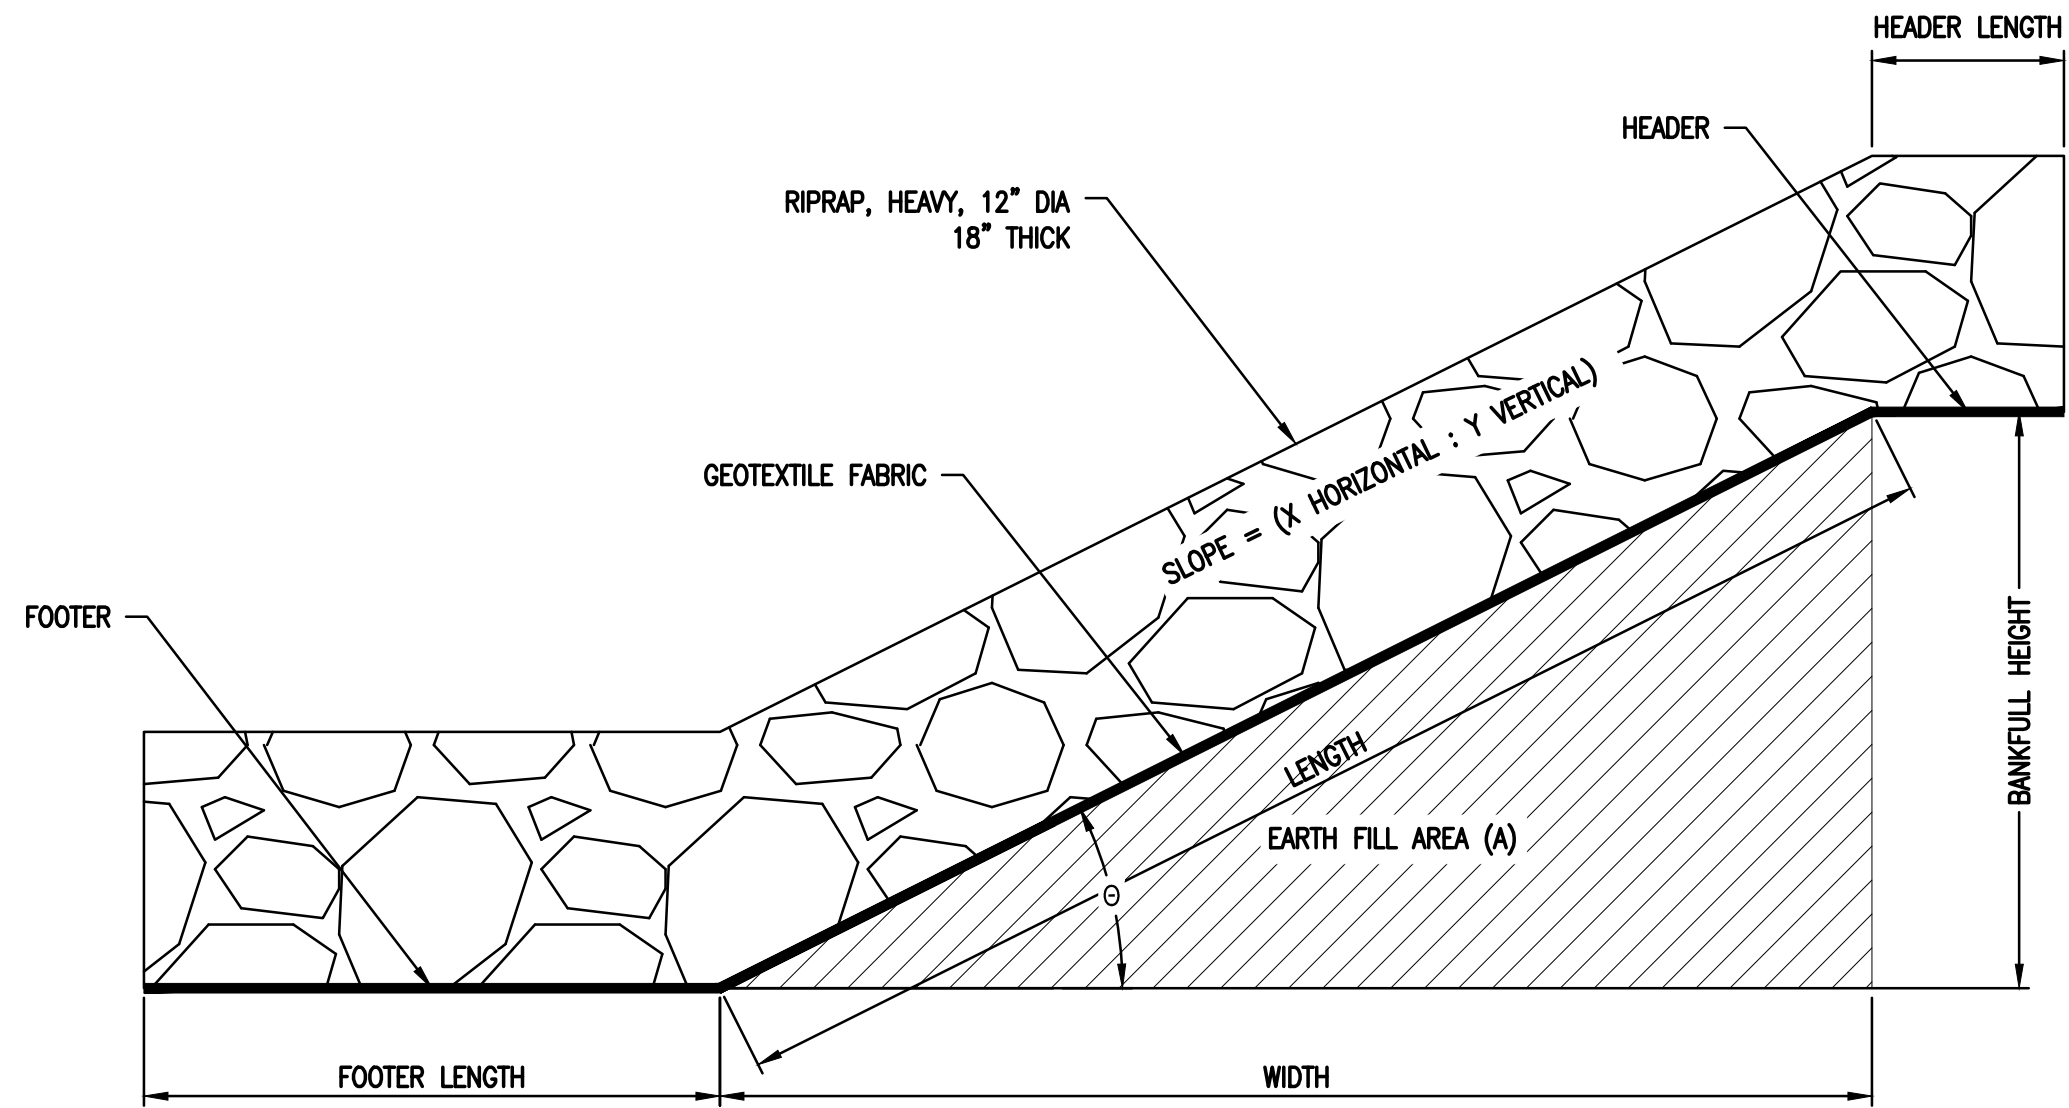 HEADER LENGTH
HEADER
RIPRAP, HEAVY, 12" DIA
18" THICK
SLOPE = (X HORIZONTAL : Y VERTICAL)
GEOTEXTILE FABRIC
FOOTER
BANKFULL HEIGHT
LENGTH
EARTH FILL AREA (A)
Θ
FOOTER LENGTH
WIDTH